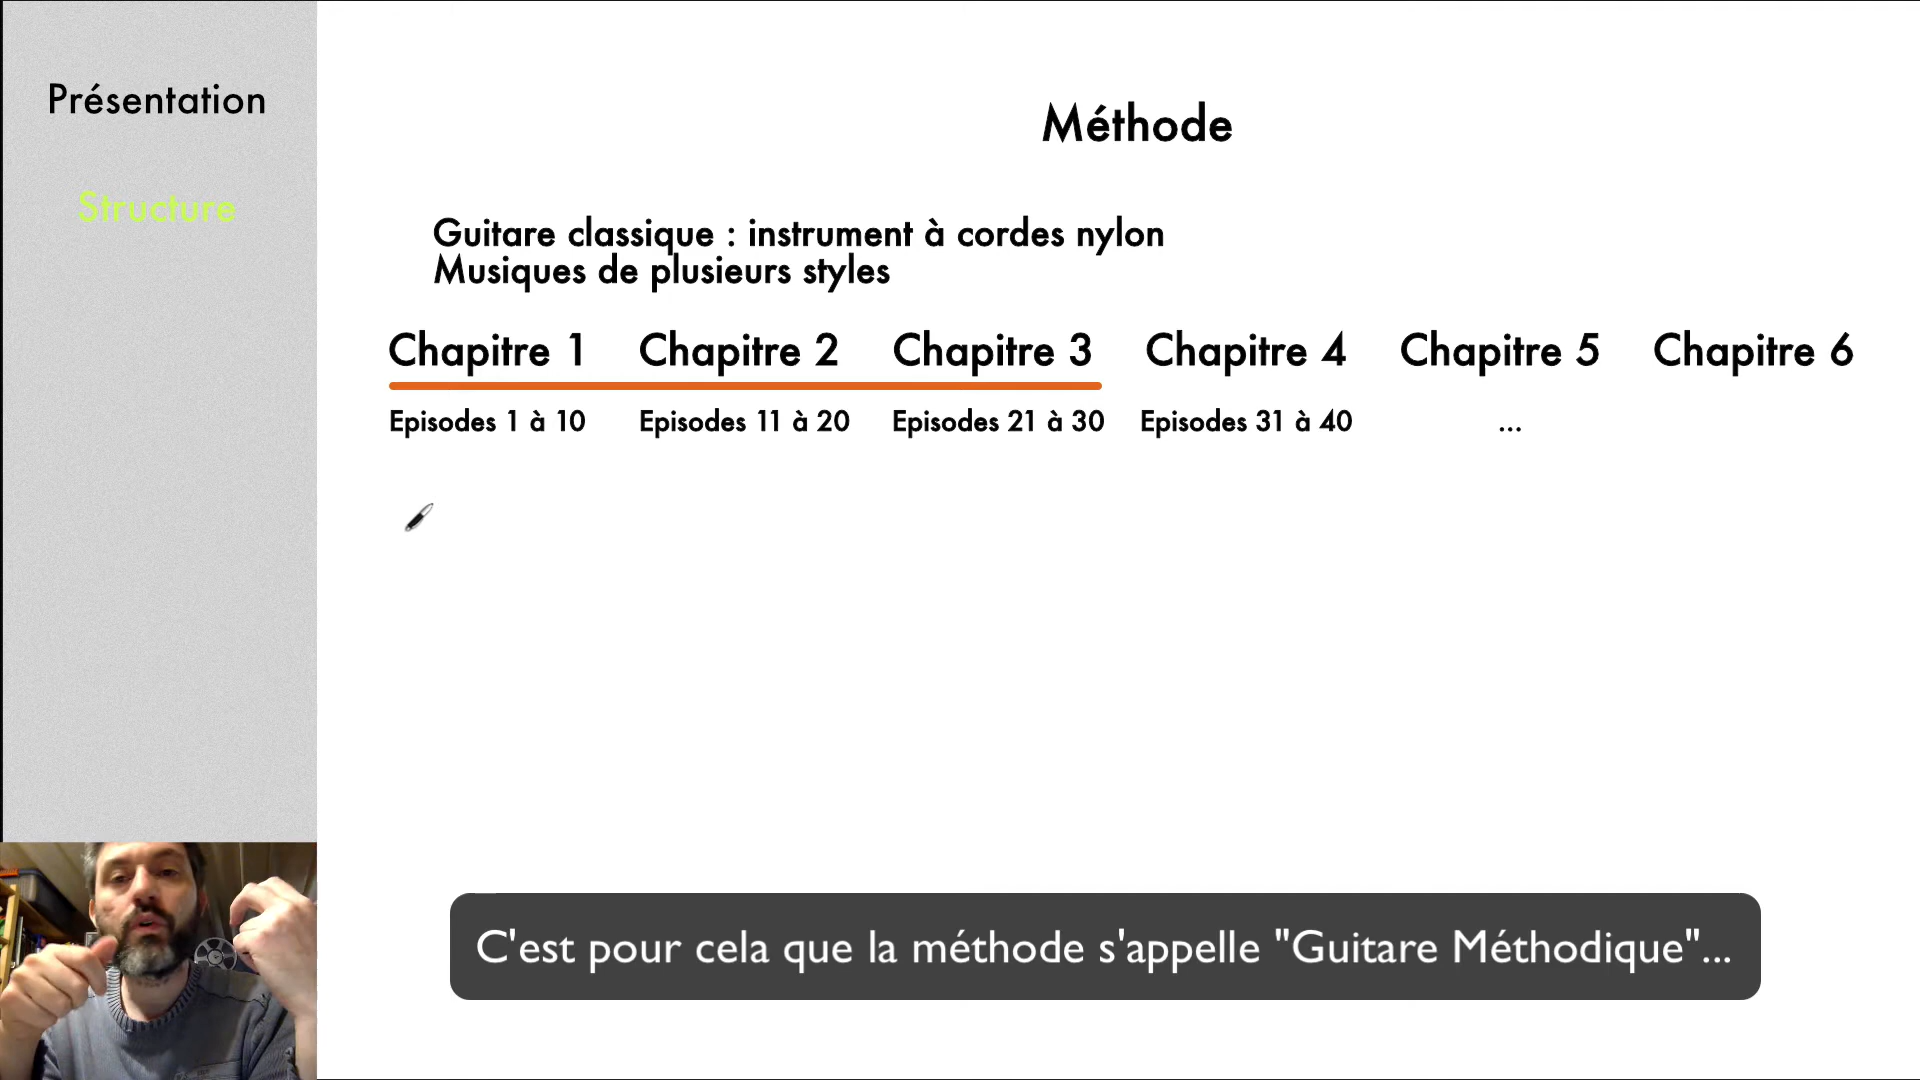 Présentation
Structure
Méthode
Guitare classique : instrument à cordes nylon
Musiques de plusieurs styles
Chapitre 1 Chapitre 2 Chapitre 3 Chapitre 4 Chapitre 5 Chapitre 6
Episodes 1 à 10 Episodes 11 à 20 Episodes 21 à 30 Episodes 31 à 40 ...
C'est pour cela que la méthode s'appelle "Guitare Méthodique"...